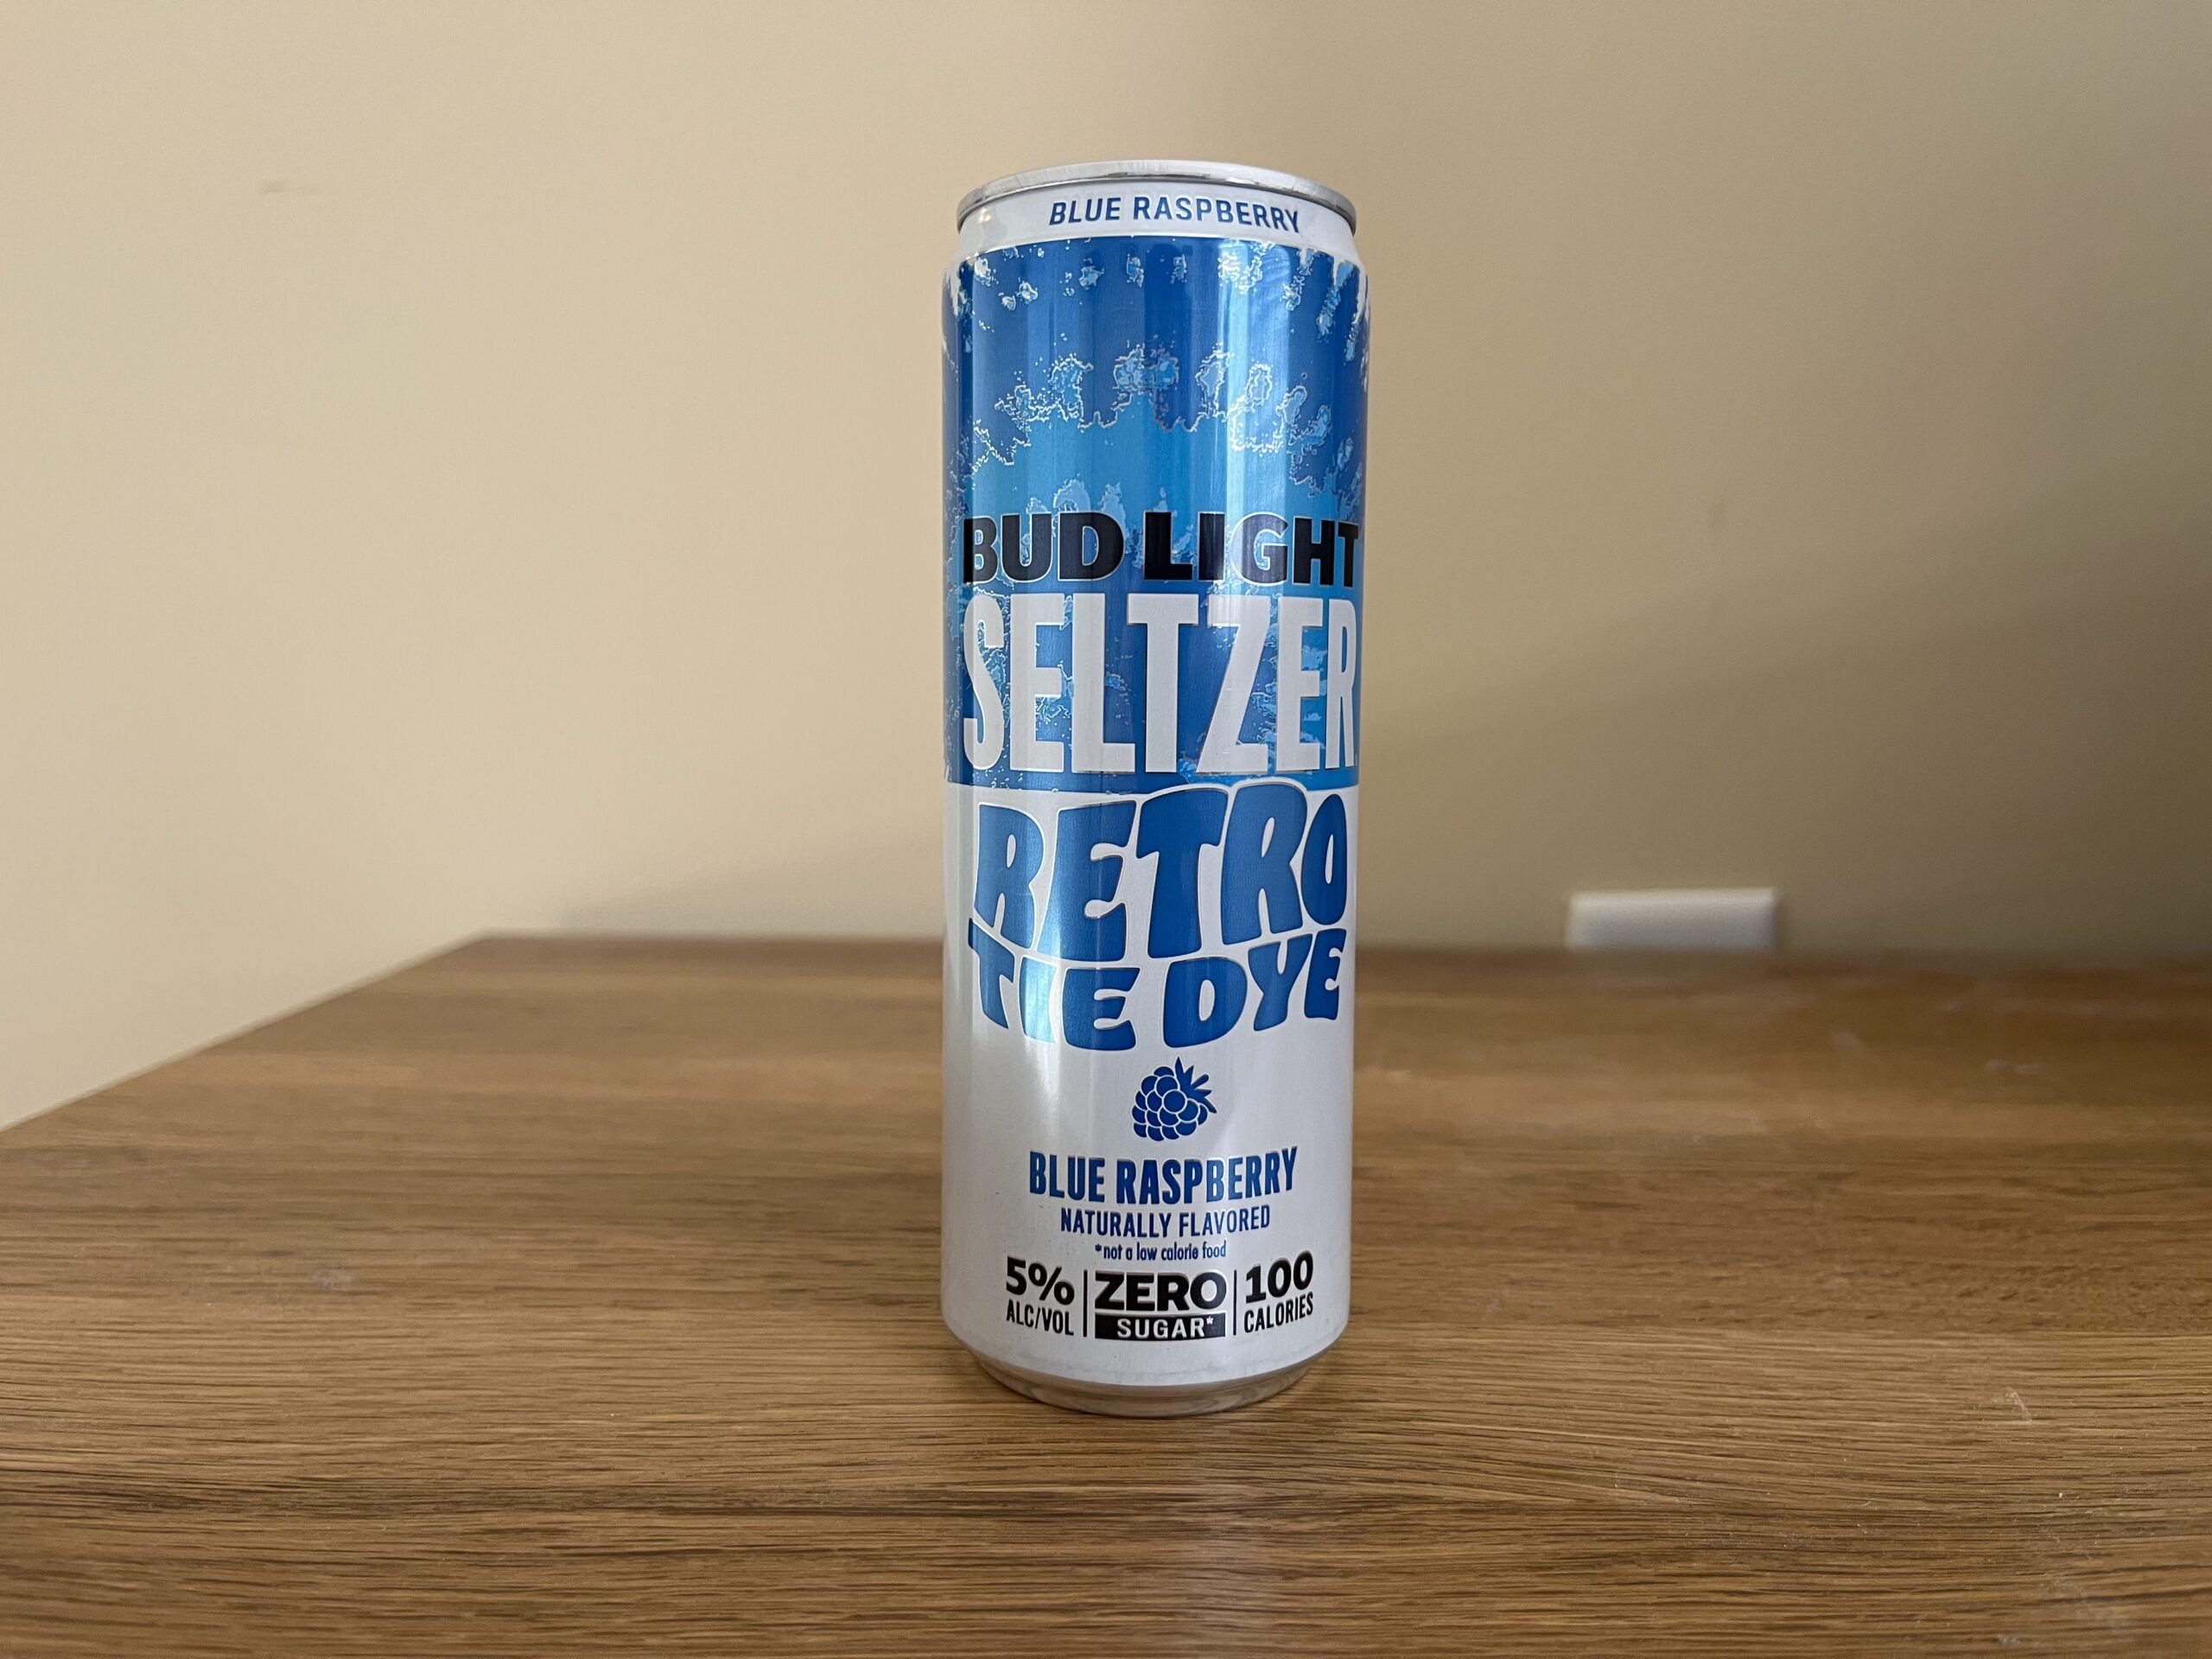 BLUE RASPBERRY
BUD LIGHT
SELTZER
RETRO
TIE DYE
BLUE RASPBERRY
NATURALLY FLAVORED
*not a low calorie food
5% ZERO 100
ALC/VOL SUGAR* CALORIES